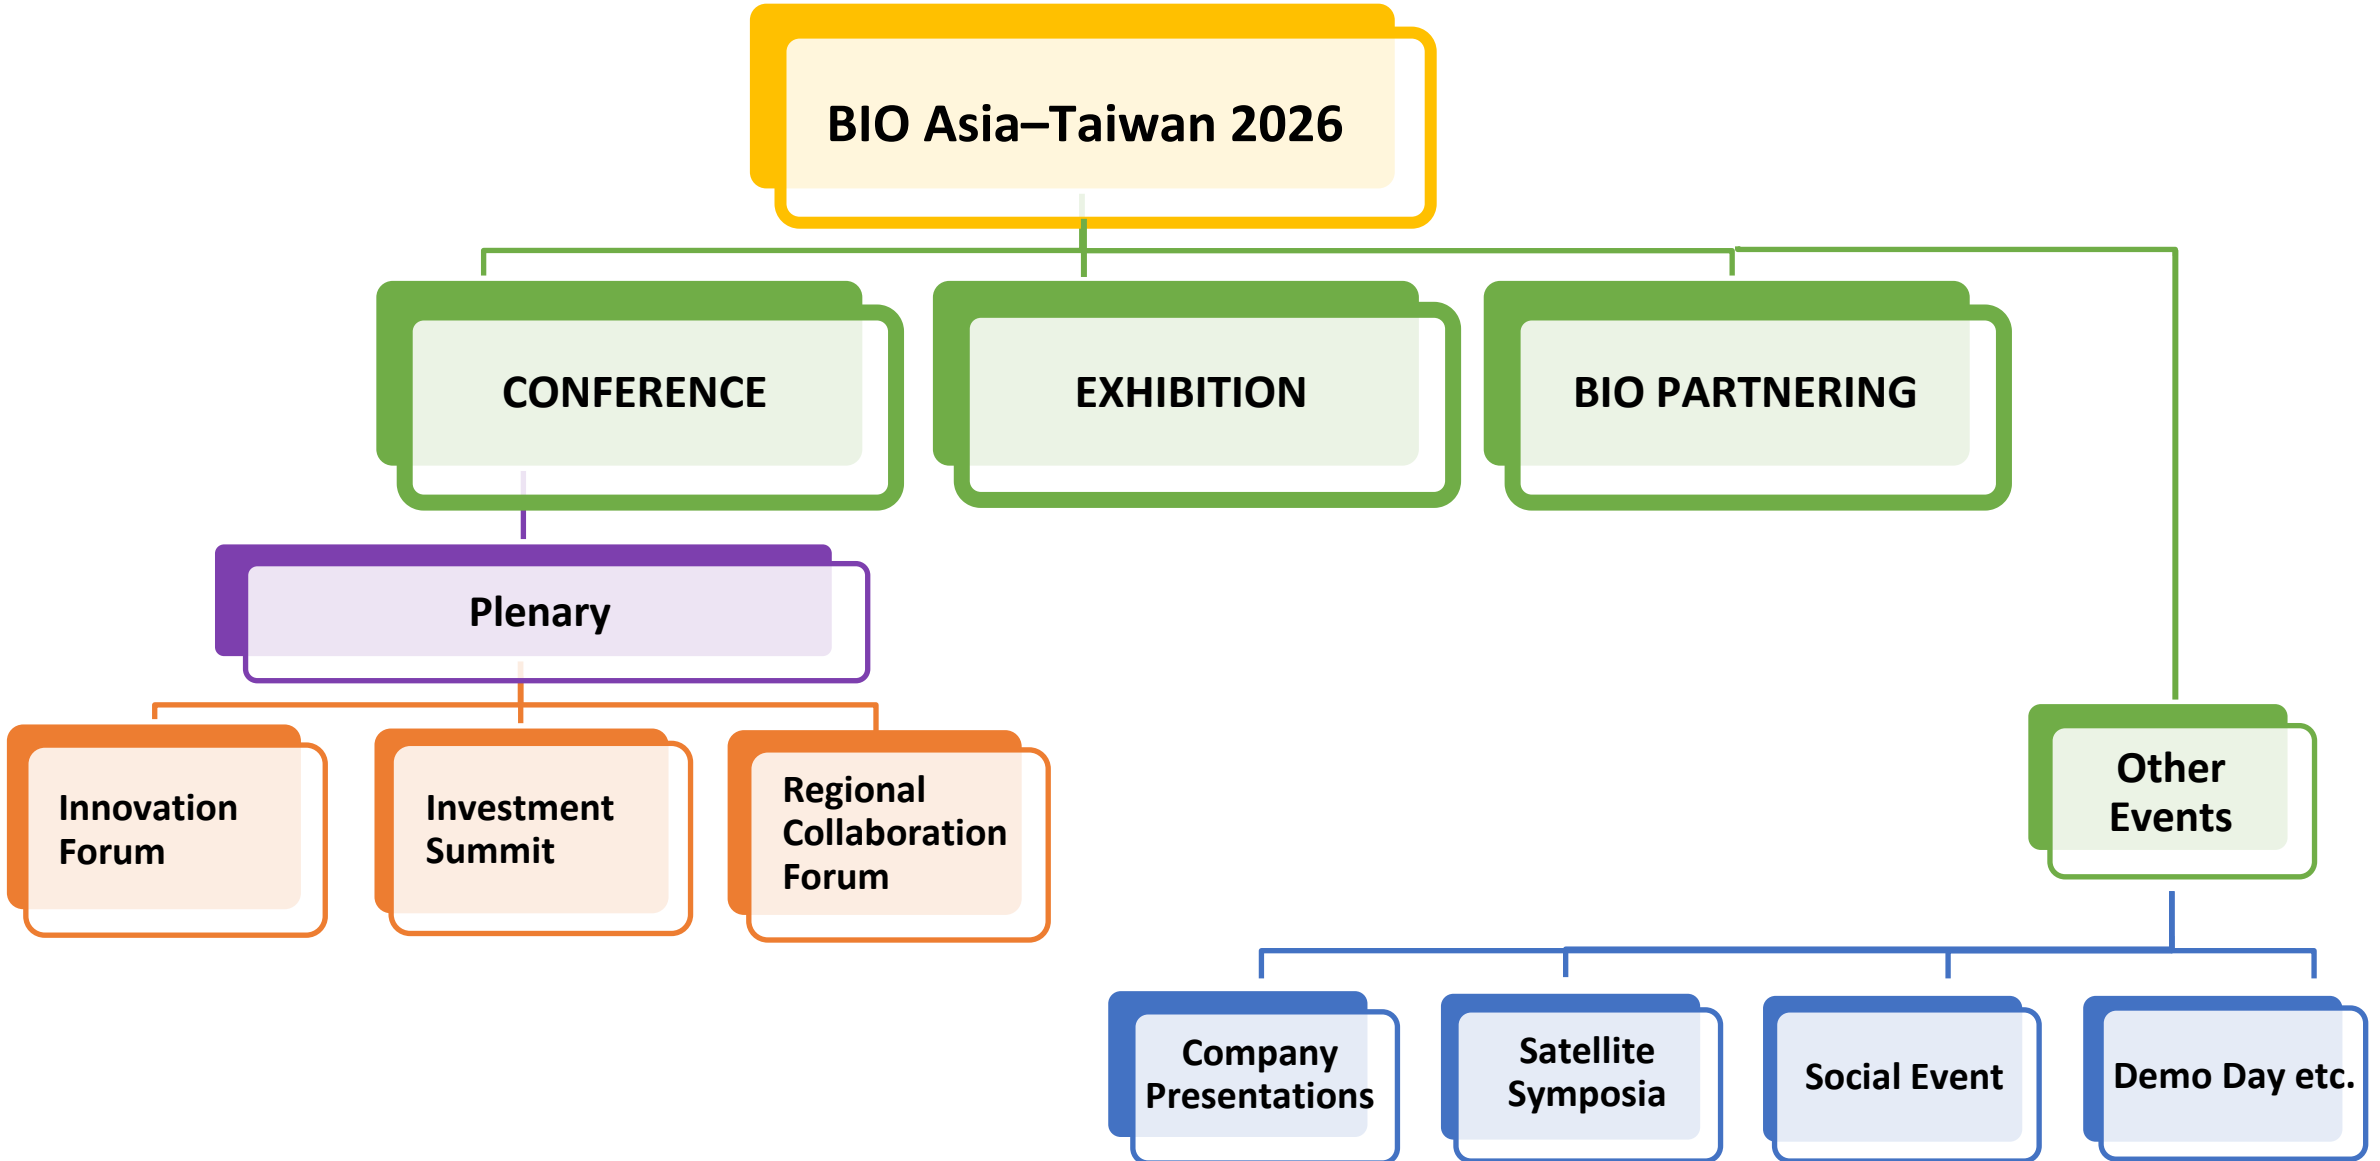 BIO Asia–Taiwan 2026
CONFERENCE
EXHIBITION
BIO PARTNERING
Plenary
Innovation
Forum
Investment
Summit
Regional
Collaboration
Forum
Other
Events
Company
Presentations
Satellite
Symposia
Social Event
Demo Day etc.